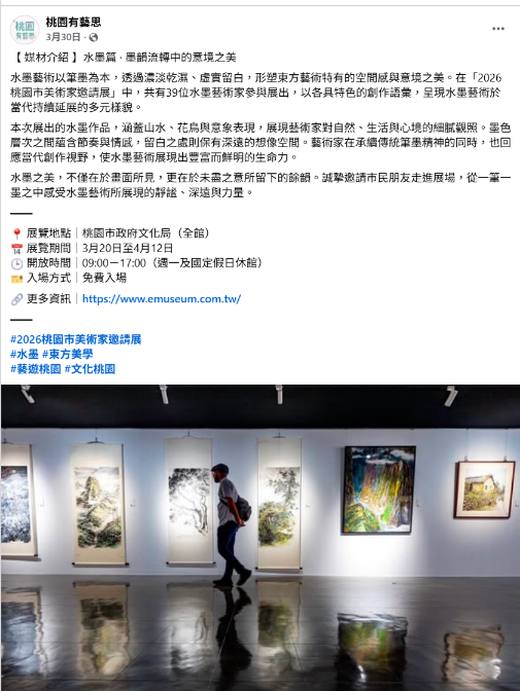 桃園有藝思
3月30日
【 媒材介紹 】水墨篇 · 墨韻流轉中的意境之美
水墨藝術以筆墨為本，透過濃淡乾濕、虛實留白，形塑東方藝術特有的空間感與意境之美。在「2026
桃園市美術家邀請展」中，共有39位水墨藝術家參與展出，以各具特色的創作語彙，呈現水墨藝術於
當代持續延展的多元樣貌。
本次展出的水墨作品，涵蓋山水、花鳥與意象表現，展現藝術家對自然、生活與心境的細膩觀照。墨色
層次之間蘊含節奏與情感，留白之處則保有深遠的想像空間。藝術家在承續傳統筆墨精神的同時，也回
應當代創作視野，使水墨藝術展現出豐富而鮮明的生命力。
水墨之美，不僅在於畫面所見，更在於未盡之意所留下的餘韻。誠摯邀請市民朋友走進展場，從一筆一
墨之中感受水墨藝術所展現的靜謐、深遠與力量。
展覽地點｜桃園市政府文化局（全館）
展覽期間｜3月20日至4月12日
開放時間｜09:00－17:00（週一及國定假日休館）
入場方式｜免費入場
更多資訊｜https://www.emuseum.com.tw/
#2026桃園市美術家邀請展
#水墨 #東方美學
#藝遊桃園 #文化桃園